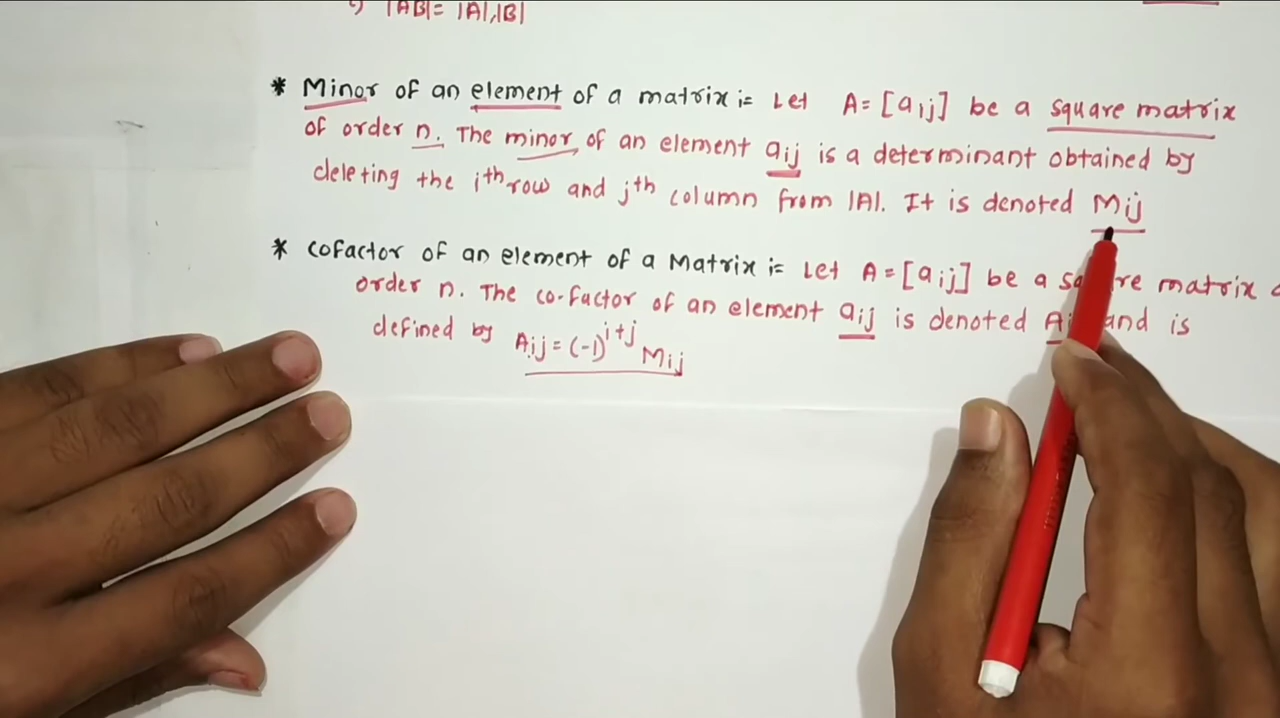 |AB| = |A|.|B|
* Minor of an element of a matrix := Let A = [aij] be a square matrix
of order n. The minor of an element aij is a determinant obtained by
deleting the ith row and jth column from |A|. It is denoted Mij
* Cofactor of an element of a Matrix := Let A = [aij] be a square matrix
order n. The co-factor of an element aij is denoted and is
defined by Aij = (-1)^i+j Mij